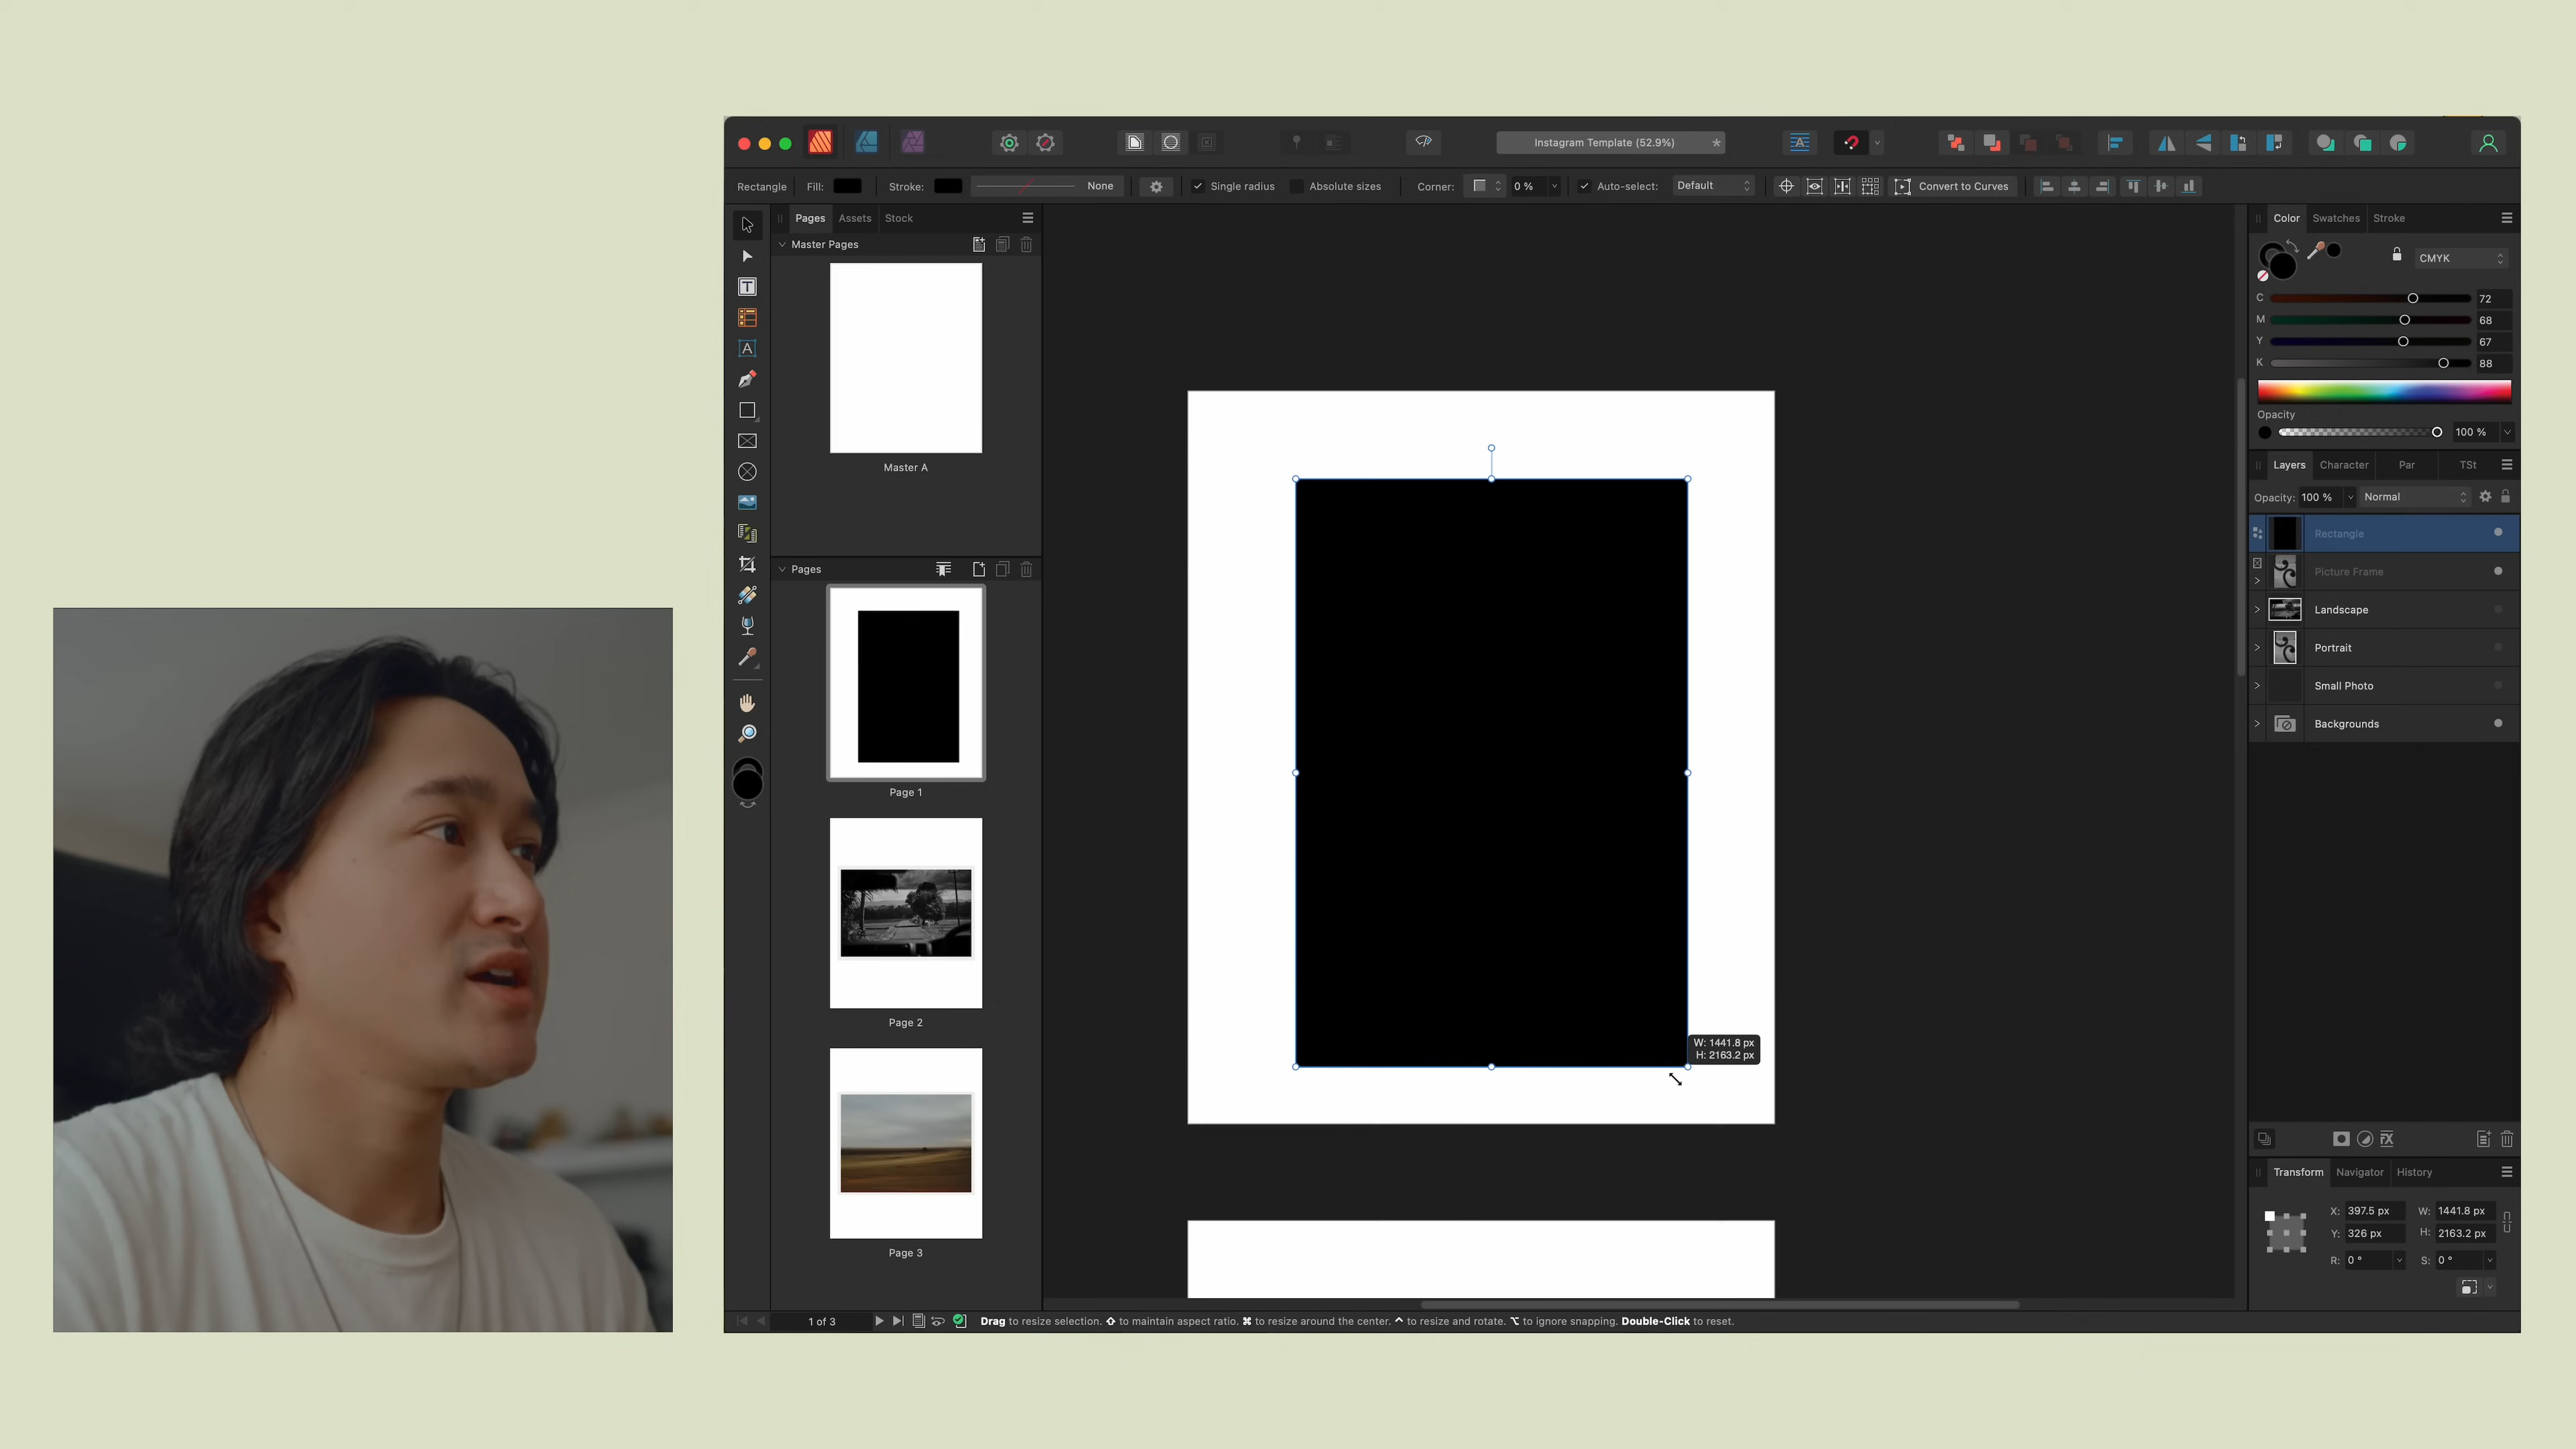 Instagram Template (52.9%)
Rectangle Fill: Stroke: None Single radius Absolute sizes Corner: 0 % Auto-select: Default Convert to Curves
Pages Assets Stock
Master Pages
Master A
Pages
Page 1
Page 2
Page 3
W: 1441.8 px
H: 2163.2 px
Color Swatches Stroke
CMYK
C 72
M 68
Y 67
K 88
Opacity
100 %
Layers Character Par TSt
Opacity: 100 % Normal
Rectangle
Picture Frame
Landscape
Portrait
Small Photo
Backgrounds
Transform Navigator History
X: 397.5 px W: 1441.8 px
Y: 326 px H: 2163.2 px
R: 0 ° S: 0 °
1 of 3 Drag to resize selection. ⇧ to maintain aspect ratio. ⌘ to resize around the center. ^ to resize and rotate. ⌥ to ignore snapping. Double-Click to reset.